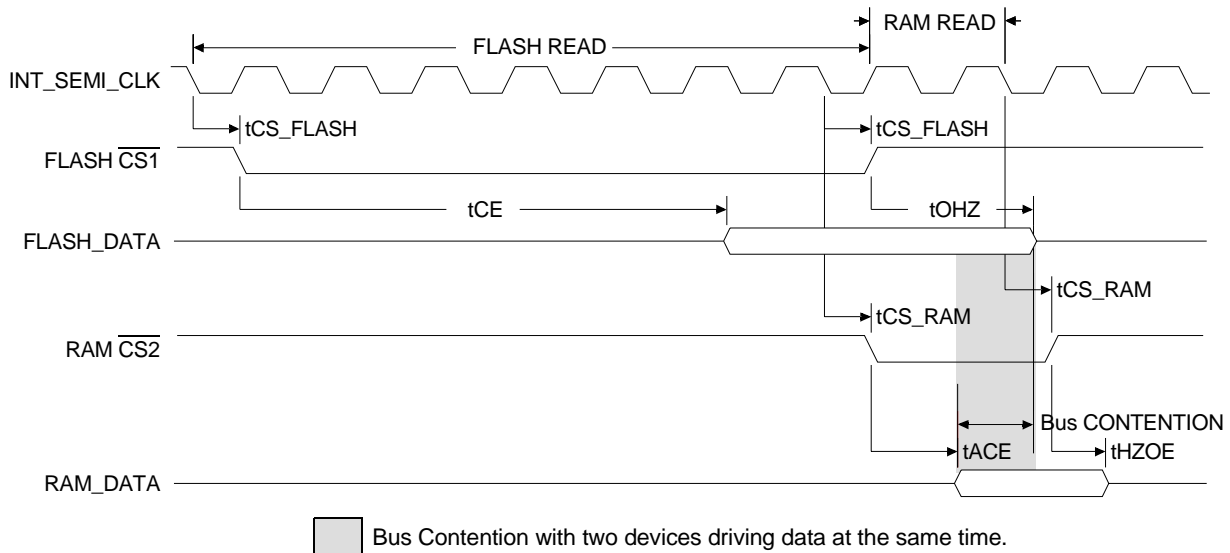 RAM READ
FLASH READ
INT_SEMI_CLK
tCS_FLASH
tCS_FLASH
FLASH CS1
tCE
tOHZ
FLASH_DATA
tCS_RAM
tCS_RAM
RAM CS2
Bus CONTENTION
tACE
tHZOE
RAM_DATA
Bus Contention with two devices driving data at the same time.